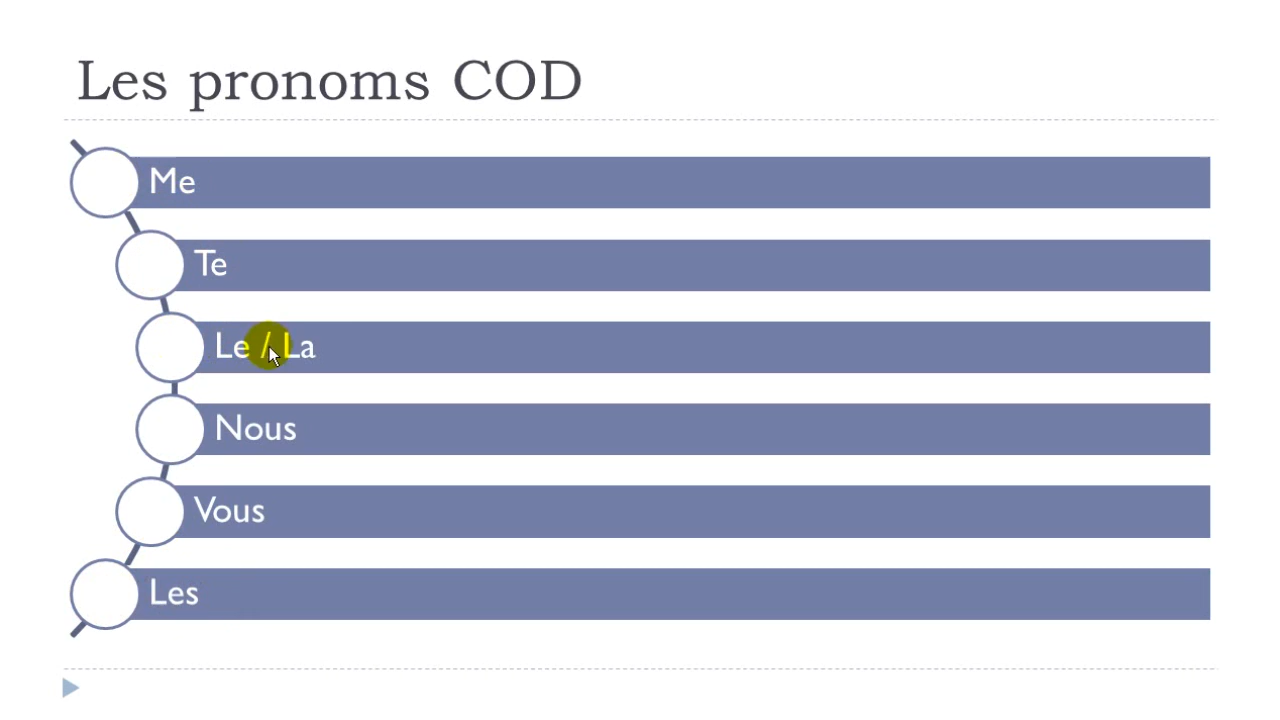 Les pronoms COD
Me
Te
Le / La
Nous
Vous
Les